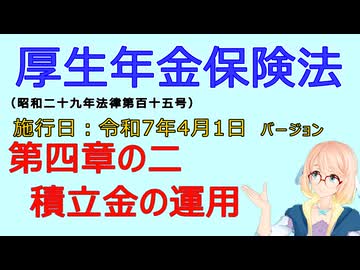 厚生年金保険法
(昭和二十九年法律第百十五号)
施行日：令和7年4月1日 バージョン
第四章の二
積立金の運用